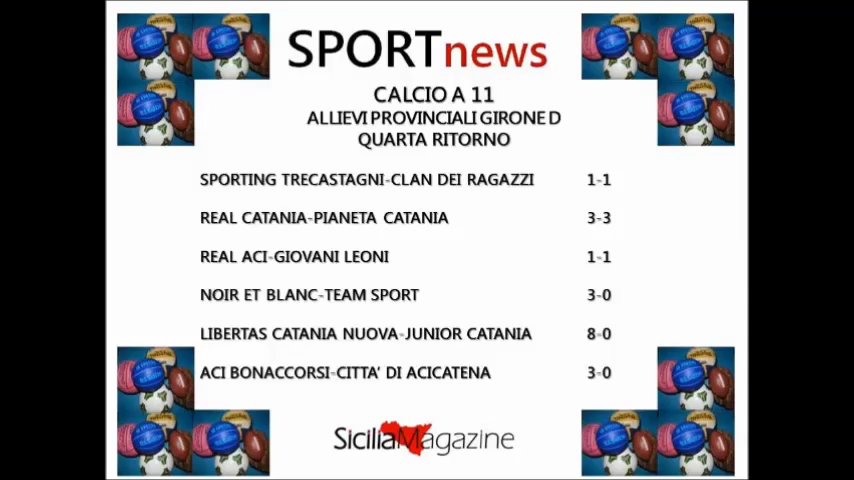 SPORTnews
CALCIO A 11
ALLIEVI PROVINCIALI GIRONE D
QUARTA RITORNO
SPORTING TRECASTAGNI-CLAN DEI RAGAZZI 1-1
REAL CATANIA-PIANETA CATANIA 3-3
REAL ACI-GIOVANI LEONI 1-1
NOIR ET BLANC-TEAM SPORT 3-0
LIBERTAS CATANIA NUOVA-JUNIOR CATANIA 8-0
ACI BONACCORSI-CITTA' DI ACICATENA 3-0
SiciliaMagazine